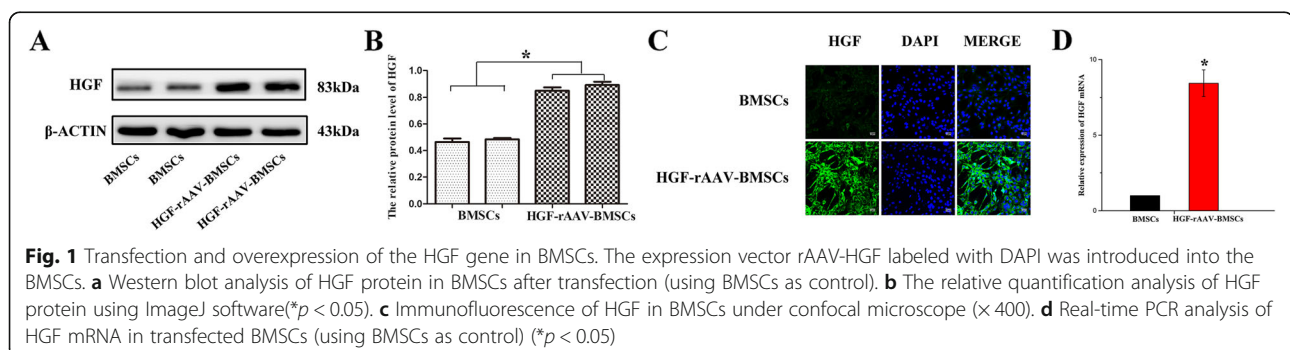 A
HGF
83kDa
β-ACTIN
43kDa
BMSCs
BMSCs
HGF-rAAV-BMSCs
HGF-rAAV-BMSCs
B
*
The relative protein level of HGF
1.0
0.8
0.6
0.4
0.2
0.0
BMSCs
HGF-rAAV-BMSCs
C
HGF DAPI MERGE
BMSCs
HGF-rAAV-BMSCs
D
*
Relative expression of HGF mRNA
10
5
0
BMSCs
HGF-rAAV-BMSCs
Fig. 1 Transfection and overexpression of the HGF gene in BMSCs. The expression vector rAAV-HGF labeled with DAPI was introduced into the
BMSCs. a Western blot analysis of HGF protein in BMSCs after transfection (using BMSCs as control). b The relative quantification analysis of HGF
protein using ImageJ software(*p < 0.05). c Immunofluorescence of HGF in BMSCs under confocal microscope (× 400). d Real-time PCR analysis of
HGF mRNA in transfected BMSCs (using BMSCs as control) (*p < 0.05)